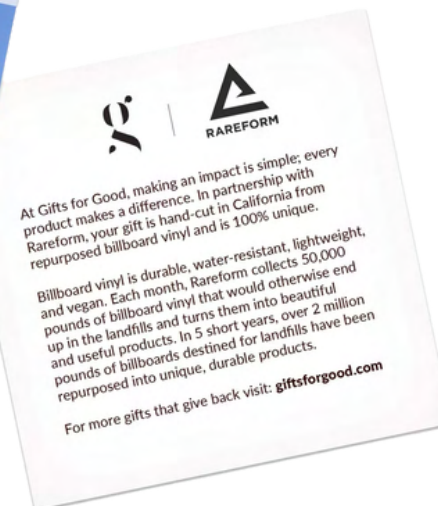 g
RAREFORM
At Gifts for Good, making an impact is simple; every
product makes a difference. In partnership with
Rareform, your gift is hand-cut in California from
repurposed billboard vinyl and is 100% unique.
Billboard vinyl is durable, water-resistant, lightweight,
and vegan. Each month, Rareform collects 50,000
pounds of billboard vinyl that would otherwise end
up in the landfills and turns them into beautiful
and useful products. In 5 short years, over 2 million
pounds of billboards destined for landfills have been
repurposed into unique, durable products.
For more gifts that give back visit: giftsforgood.com